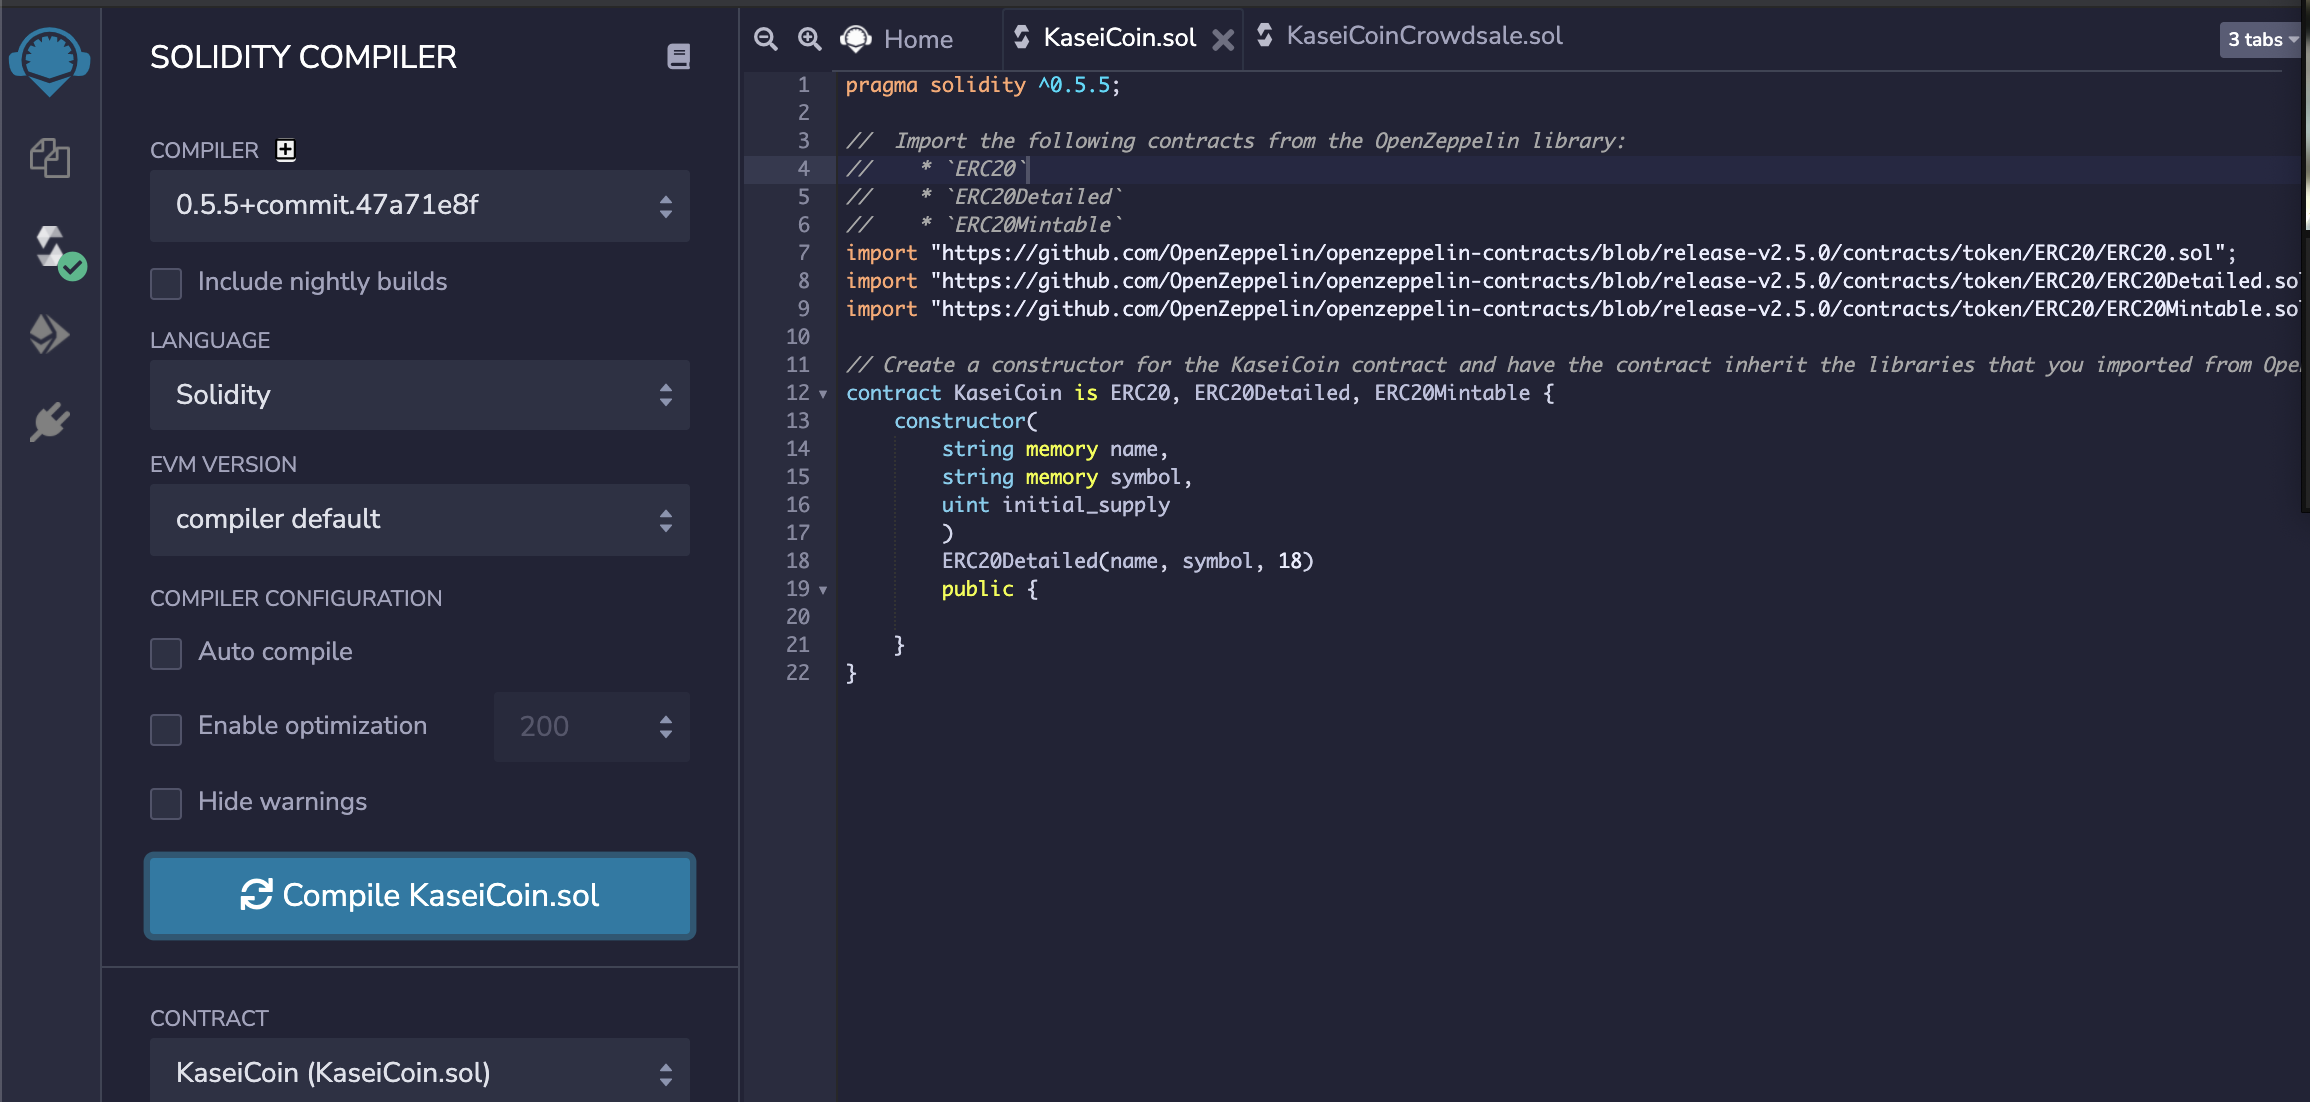 SOLIDITY COMPILER
COMPILER
0.5.5+commit.47a71e8f
Include nightly builds
LANGUAGE
Solidity
EVM VERSION
compiler default
COMPILER CONFIGURATION
Auto compile
Enable optimization
200
Hide warnings
Compile KaseiCoin.sol
CONTRACT
KaseiCoin (KaseiCoin.sol)
Home
KaseiCoin.sol
KaseiCoinCrowdsale.sol
3 tabs
1 pragma solidity ^0.5.5;
2
3 //  Import the following contracts from the OpenZeppelin library:
4 //    * `ERC20`
5 //    * `ERC20Detailed`
6 //    * `ERC20Mintable`
7 import "https://github.com/OpenZeppelin/openzeppelin-contracts/blob/release-v2.5.0/contracts/token/ERC20/ERC20.sol";
8 import "https://github.com/OpenZeppelin/openzeppelin-contracts/blob/release-v2.5.0/contracts/token/ERC20/ERC20Detailed.so
9 import "https://github.com/OpenZeppelin/openzeppelin-contracts/blob/release-v2.5.0/contracts/token/ERC20/ERC20Mintable.so
10
11 // Create a constructor for the KaseiCoin contract and have the contract inherit the libraries that you imported from Ope
12 contract KaseiCoin is ERC20, ERC20Detailed, ERC20Mintable {
13     constructor(
14         string memory name,
15         string memory symbol,
16         uint initial_supply
17         )
18         ERC20Detailed(name, symbol, 18)
19         public {
20
21     }
22 }